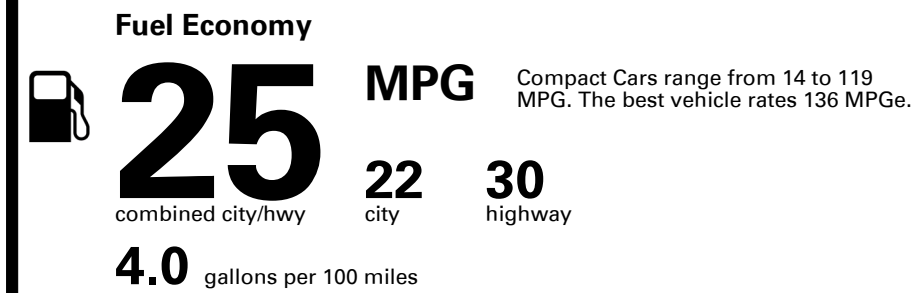 Fuel Economy
25 MPG
Compact Cars range from 14 to 119
MPG. The best vehicle rates 136 MPGe.
22 30
combined city/hwy city highway
4.0 gallons per 100 miles